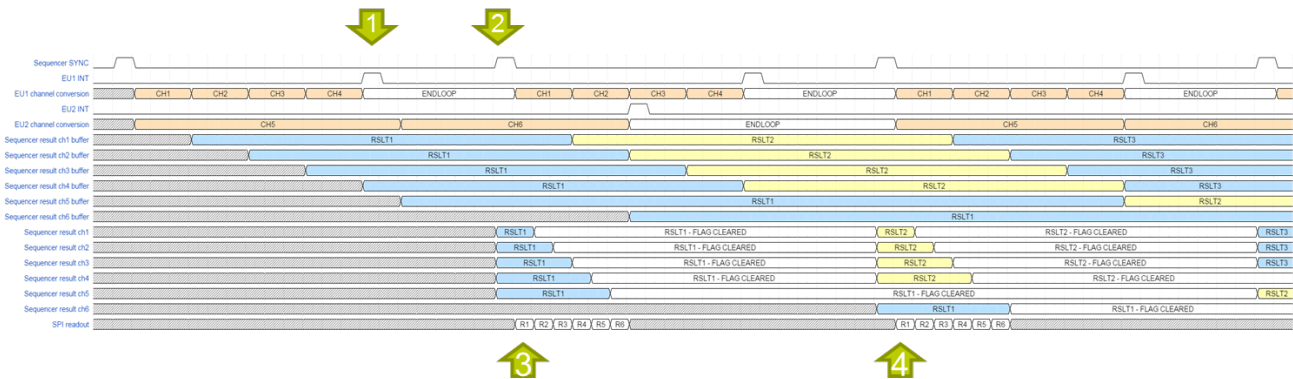 1 2
Sequencer SYNC
EU1 INT
EU1 channel conversion CH1 CH2 CH3 CH4 ENDLOOP CH1 CH2 CH3 CH4 ENDLOOP CH1 CH2 CH3 CH4 ENDLOOP
EU2 INT
EU2 channel conversion CH5 CH6 ENDLOOP CH5 CH6
Sequencer result ch1 buffer RSLT1 RSLT2 RSLT3
Sequencer result ch2 buffer RSLT1 RSLT2 RSLT3
Sequencer result ch3 buffer RSLT1 RSLT2 RSLT3
Sequencer result ch4 buffer RSLT1 RSLT2 RSLT3
Sequencer result ch5 buffer RSLT1 RSLT2
Sequencer result ch6 buffer RSLT1
Sequencer result ch1 RSLT1 RSLT1 - FLAG CLEARED RSLT2 RSLT2 - FLAG CLEARED RSLT3
Sequencer result ch2 RSLT1 RSLT1 - FLAG CLEARED RSLT2 RSLT2 - FLAG CLEARED RSLT3
Sequencer result ch3 RSLT1 RSLT1 - FLAG CLEARED RSLT2 RSLT2 - FLAG CLEARED RSLT3
Sequencer result ch4 RSLT1 RSLT1 - FLAG CLEARED RSLT2 RSLT2 - FLAG CLEARED
Sequencer result ch5 RSLT1 RSLT1 - FLAG CLEARED RSLT2
Sequencer result ch6 RSLT1 RSLT1 - FLAG CLEARED
SPI readout R1 R2 R3 R4 R5 R6 R1 R2 R3 R4 R5 R6
3 4